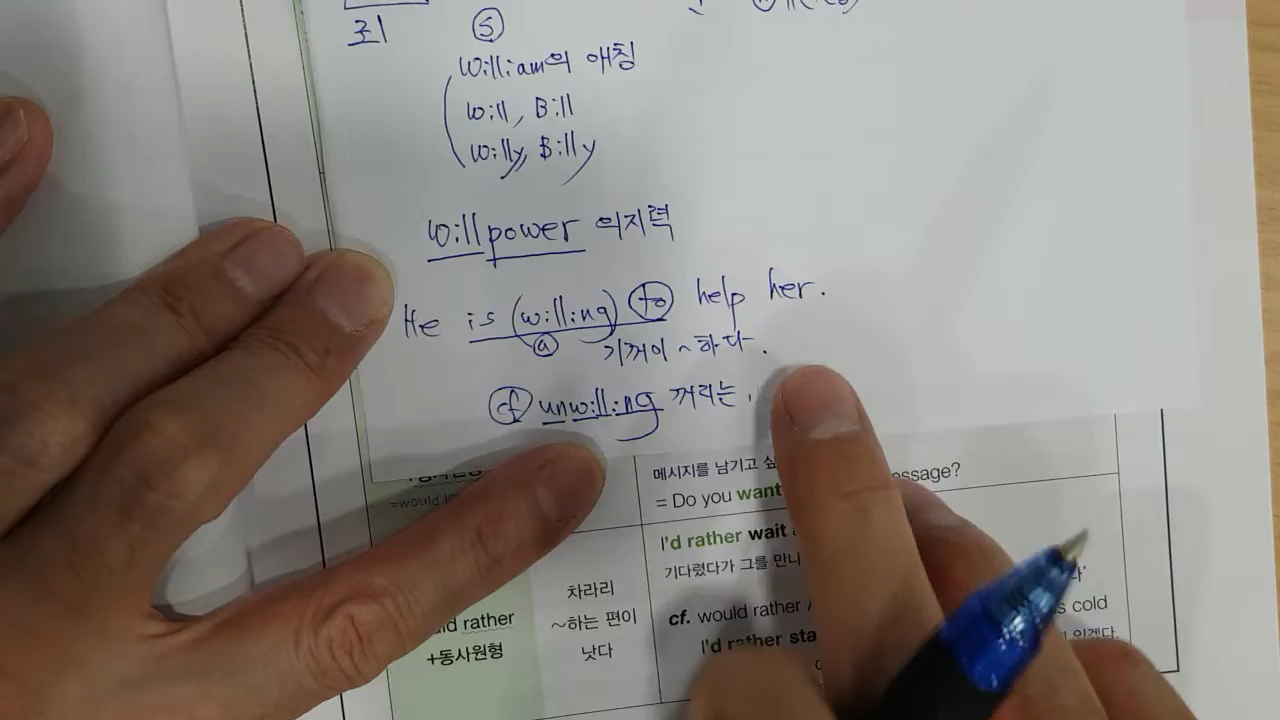 죄 ⓢ
William의 애칭
Will, Bill
Willy, Billy
Willpower 의지력
He is (willing) to help her.
ⓐ 기꺼이 ~하다.
cf unwilling 꺼리는
메시지를 남기고
= Do you want essage?
I'd rather wait
기다렸다가 그를 만나
차라리
~하는 편이
낫다
rather
+동사원형
cf. would rather
cold
I'd rather sta